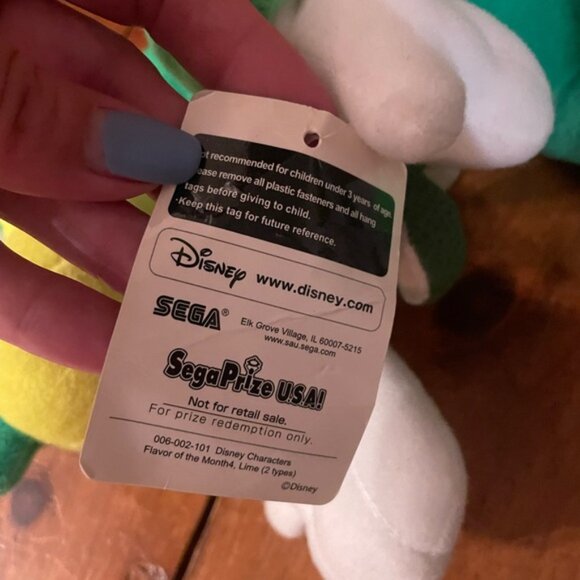 recommended for children under 3 years of age.
remove all plastic fasteners and all hang
tags before giving to child.
·Keep this tag for future reference.
Disney www.disney.com
SEGA®
Elk Grove Village, IL 60007-5215
www.sau.sega.com
SegaPrize U.S.A!
Not for retail sale.
For prize redemption only.
006-002-101 Disney Characters
Flavor of the Month4, Lime (2 types)
©Disney